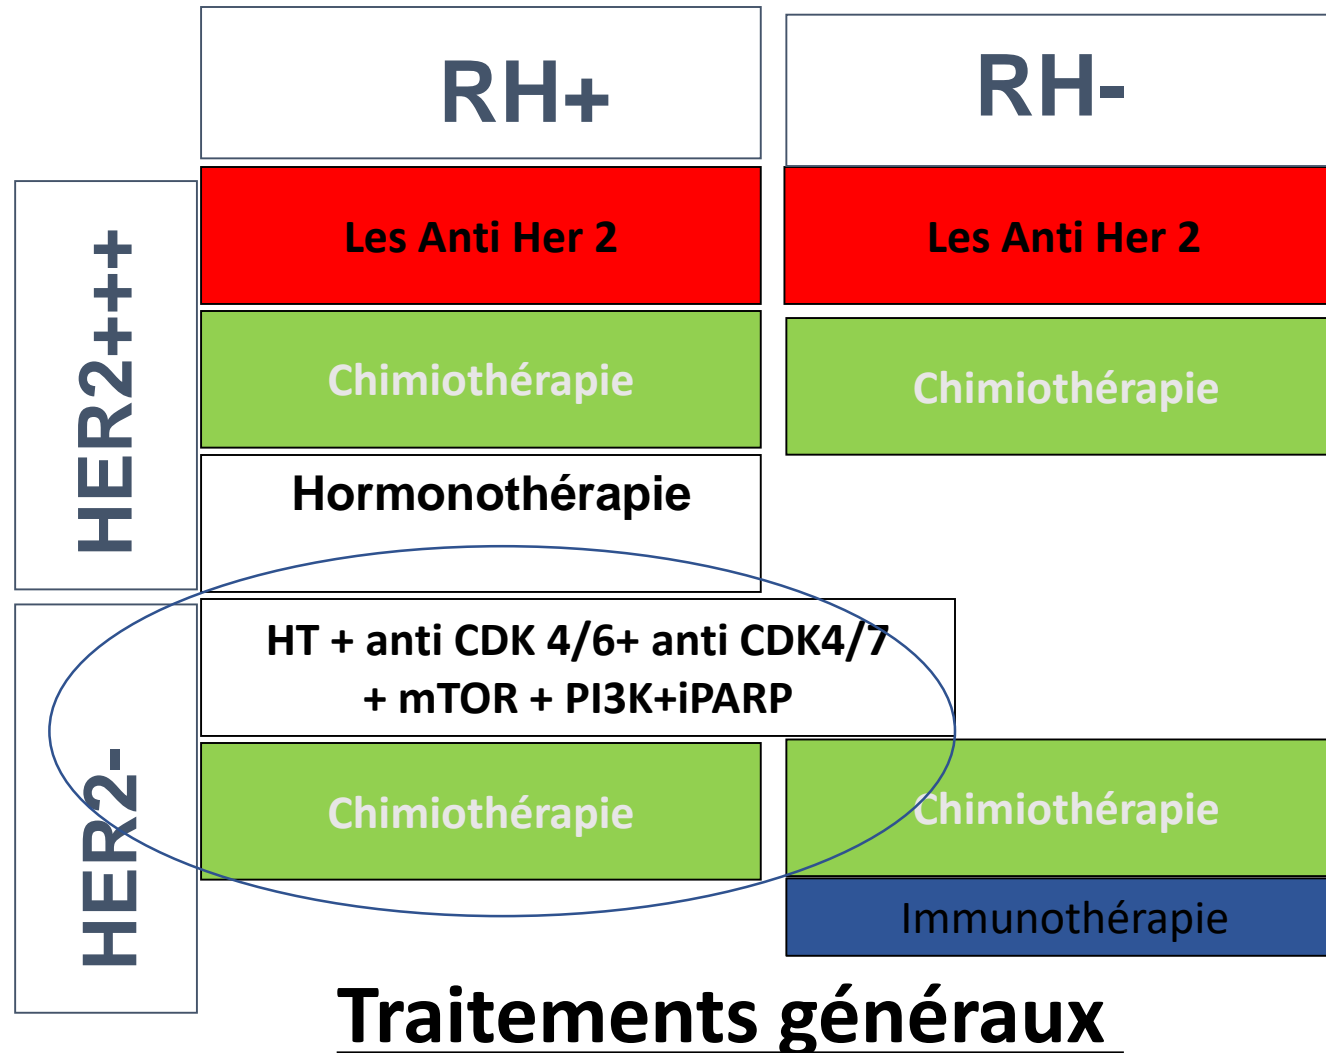 RH+
RH-
HER2+++
Les Anti Her 2
Les Anti Her 2
Chimiothérapie
Chimiothérapie
Hormonothérapie
HER2-
HT + anti CDK 4/6+ anti CDK4/7
+ mTOR + PI3K+iPARP
Chimiothérapie
Chimiothérapie
Immunothérapie
Traitements généraux